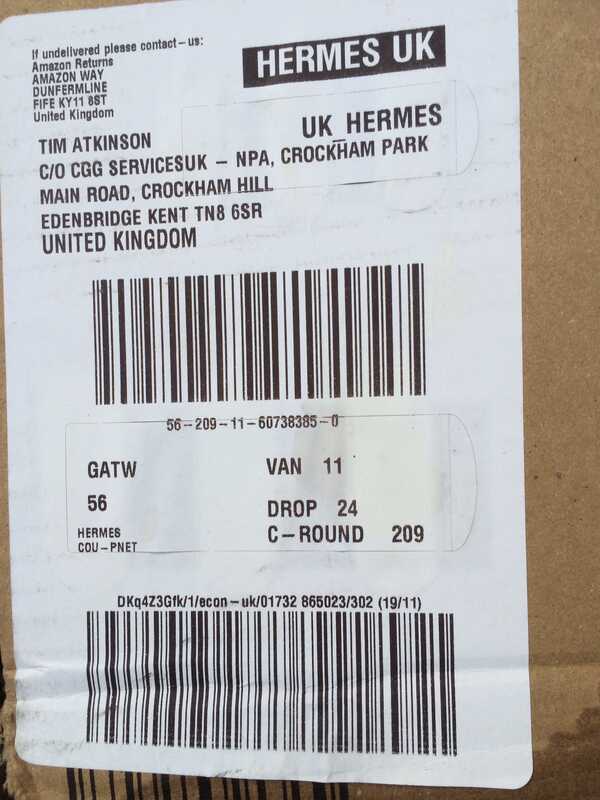 If undelivered please contact – us:
Amazon Returns
AMAZON WAY
DUNFERMLINE
FIFE KY11 8ST
United Kingdom
HERMES UK
UK HERMES
TIM ATKINSON
C/O CGG SERVICESUK – NPA, CROCKHAM PARK
MAIN ROAD, CROCKHAM HILL
EDENBRIDGE KENT TN8 6SR
UNITED KINGDOM
56–209–11–60738385–0
GATW VAN 11
56 DROP 24
HERMES C–ROUND 209
COU–PNET
DKq4Z3Gfk/1/econ–uk/01732 865023/302 (19/11)